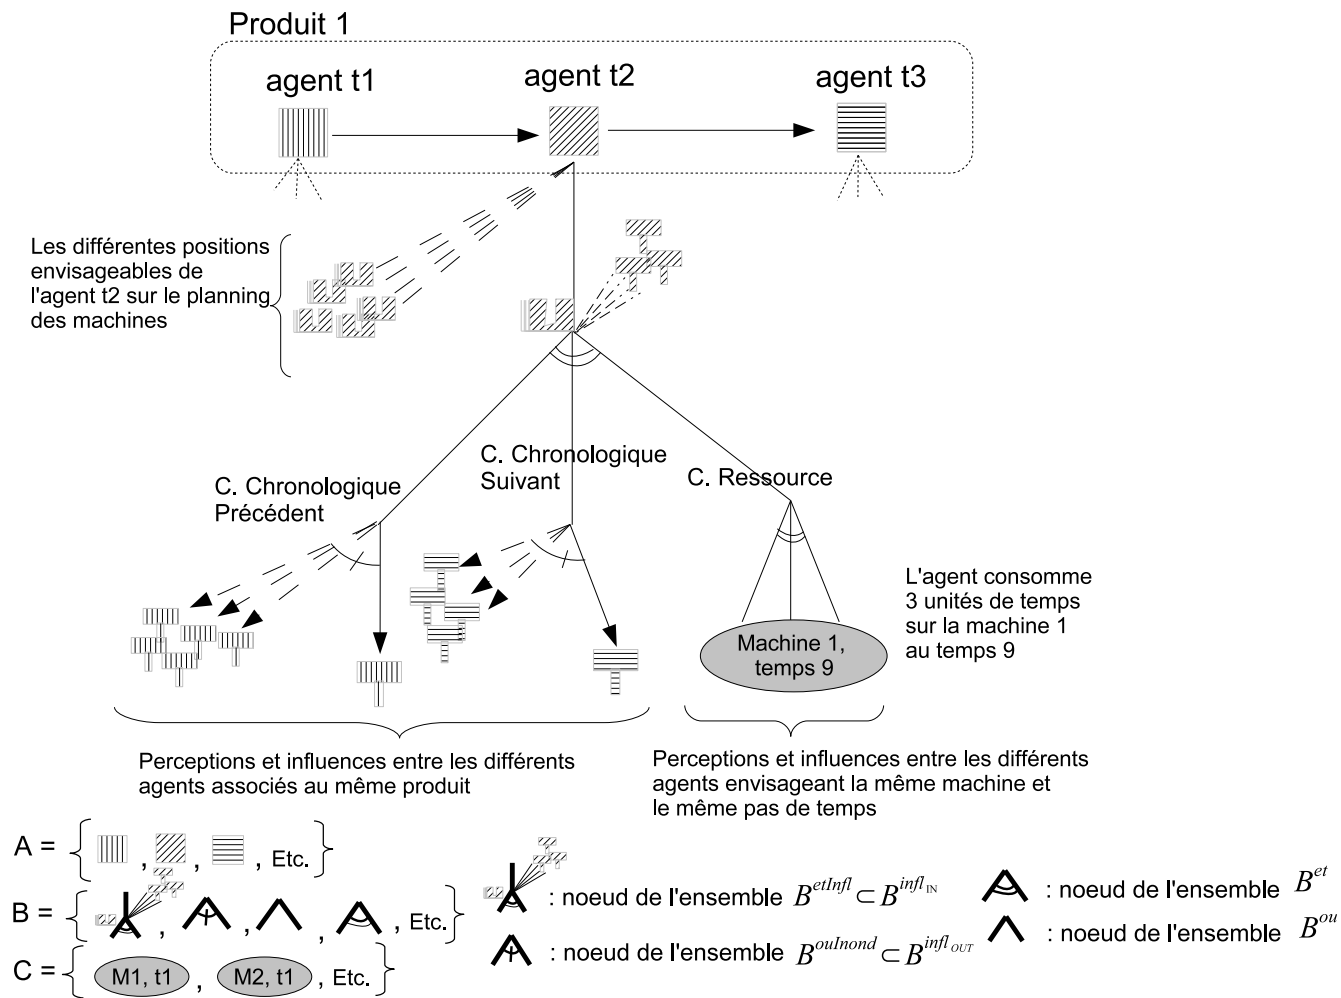 Produit 1
agent t1
agent t2
agent t3
Les différentes positions
envisageables de
l'agent t2 sur le planning
des machines
C. Chronologique
Précédent
C. Chronologique
Suivant
C. Ressource
Machine 1,
temps 9
L'agent consomme
3 unités de temps
sur la machine 1
au temps 9
Perceptions et influences entre les différents
agents associés au même produit
Perceptions et influences entre les différents
agents envisageant la même machine et
le même pas de temps
A = { , , , Etc. }
B = { , , , , Etc. }
C = { M1, t1 , M2, t1 , Etc. }
: noeud de l'ensemble B^{etInfl} ⊂ B^{infl_{IN}}
: noeud de l'ensemble B^{ouInond} ⊂ B^{infl_{OUT}}
: noeud de l'ensemble B^{et}
: noeud de l'ensemble B^{ou}